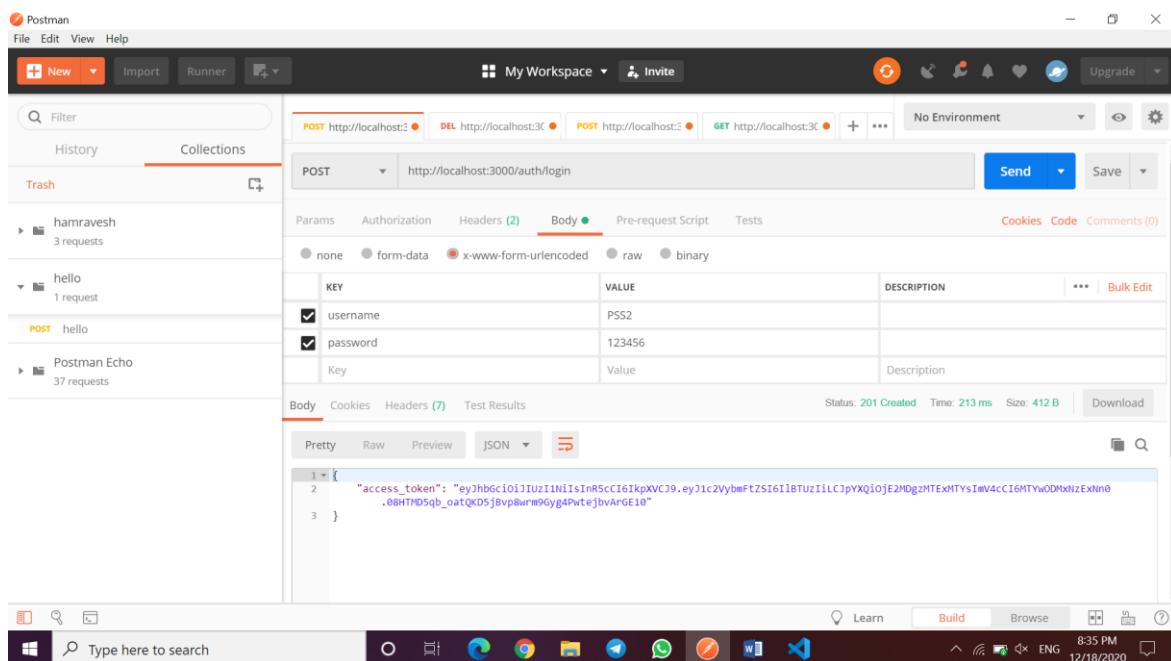 Postman
File Edit View Help
New Import Runner My Workspace Invite Upgrade
Filter
History Collections
Trash
hamravesh
3 requests
hello
1 request
POST hello
Postman Echo
37 requests
POST http://localhost:3 DEL http://localhost:30 POST http://localhost:3 GET http://localhost:30 No Environment
POST http://localhost:3000/auth/login Send Save
Params Authorization Headers (2) Body Pre-request Script Tests Cookies Code Comments (0)
none form-data x-www-form-urlencoded raw binary
KEY VALUE DESCRIPTION Bulk Edit
username PSS2
password 123456
Key Value Description
Body Cookies Headers (7) Test Results Status: 201 Created Time: 213 ms Size: 412 B Download
Pretty Raw Preview JSON
1 {
2 "access_token": "eyJhbGciOiJIUzI1NiIsInR5cCI6IkpXVCJ9.eyJ1c2VybmFtZSI6IlBTUzIiLCJpYXQiOjE2MDgzMTExMTYsImV4cCI6MTYwODMxNzExNn0
.08HTMD5qb_oatQKD5jBvp8wrm9Gyg4PwtejbvArGE10"
3 }
Learn Build Browse
Type here to search
ENG
8:35 PM
12/18/2020